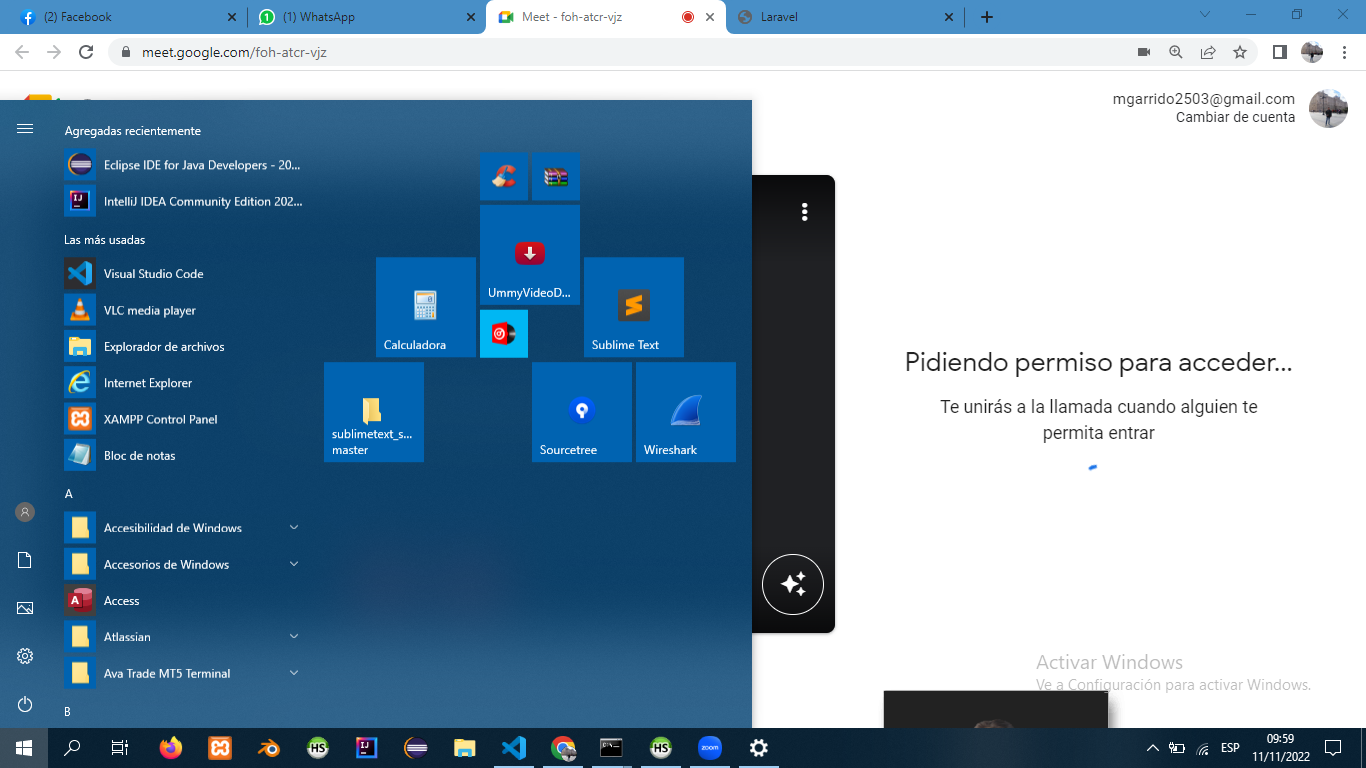 (2) Facebook
(1) WhatsApp
Meet - foh-atcr-vjz
Laravel
meet.google.com/foh-atcr-vjz
mgarrido2503@gmail.com
Cambiar de cuenta
Agregadas recientemente
Eclipse IDE for Java Developers - 20...
IntelliJ IDEA Community Edition 202...
Las más usadas
Visual Studio Code
VLC media player
Explorador de archivos
Internet Explorer
XAMPP Control Panel
Bloc de notas
A
Accesibilidad de Windows
Accesorios de Windows
Access
Atlassian
Ava Trade MT5 Terminal
B
UmmyVideoD...
Calculadora
Sublime Text
sublimetext_s...
master
Sourcetree
Wireshark
Pidiendo permiso para acceder...
Te unirás a la llamada cuando alguien te
permita entrar
Activar Windows
Ve a Configuración para activar Windows.
HS
IJ
HS
zoom
ESP
09:59
11/11/2022